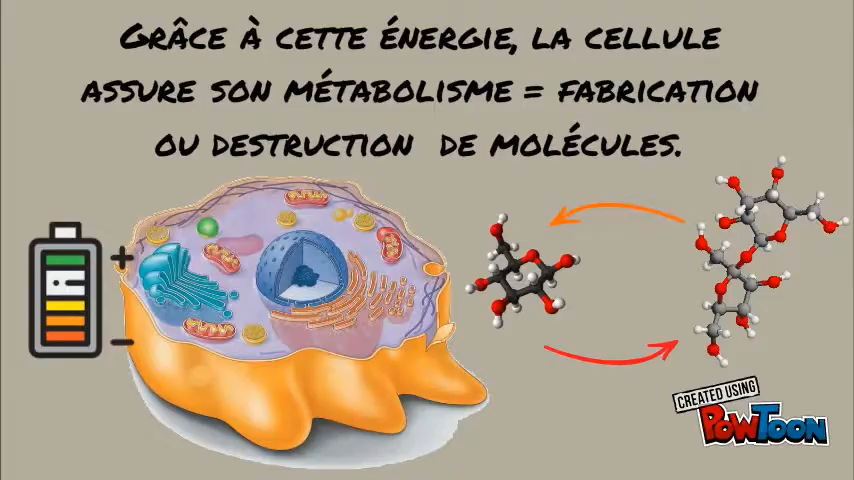 Grâce à cette énergie, la cellule
assure son métabolisme = fabrication
ou destruction de molécules.
+
−
CREATED USING
POWTOON